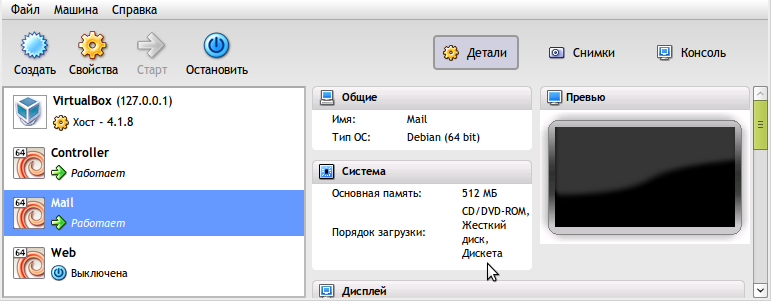 Файл Машина Справка
Создать Свойства Старт Остановить Детали Снимки Консоль
VirtualBox (127.0.0.1)
Хост - 4.1.8
64 Controller
Работает
64 Mail
Работает
64 Web
Выключена
Общие
Имя: Mail
Тип ОС: Debian (64 bit)
Система
Основная память: 512 МБ
Порядок загрузки: CD/DVD-ROM,
Жесткий
диск,
Дискета
Дисплей
Превью